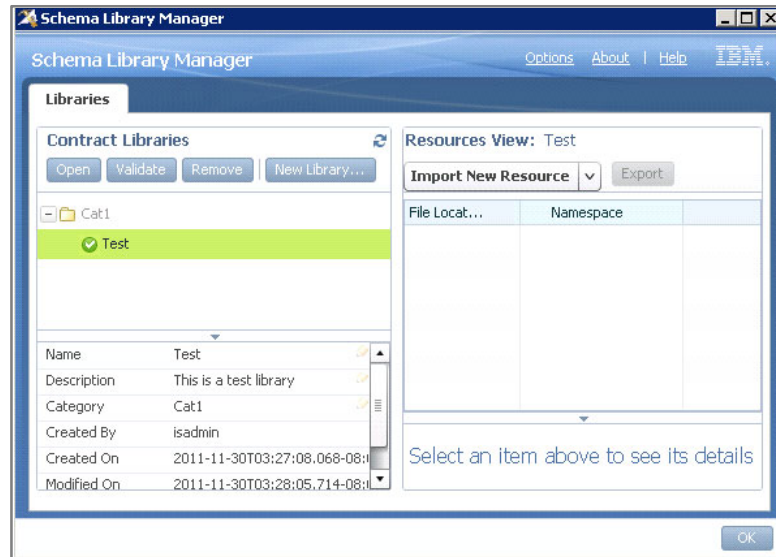 Schema Library Manager
Schema Library Manager
Options About | Help IBM.
Libraries
Contract Libraries
Open Validate Remove New Library...
Cat1
Test
Name Test
Description This is a test library
Category Cat1
Created By isadmin
Created On 2011-11-30T03:27:08.068-08:
Modified On 2011-11-30T03:28:05.714-08:
Resources View: Test
Import New Resource Export
File Locat... Namespace
Select an item above to see its details
OK